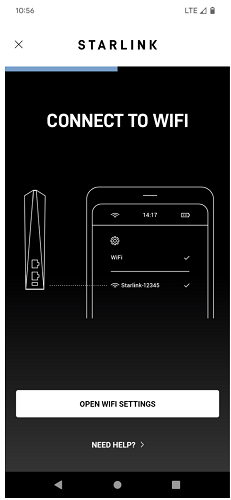 10:56
LTE
STARLINK
CONNECT TO WIFI
14:17
WiFi
Starlink-12345
OPEN WIFI SETTINGS
NEED HELP?